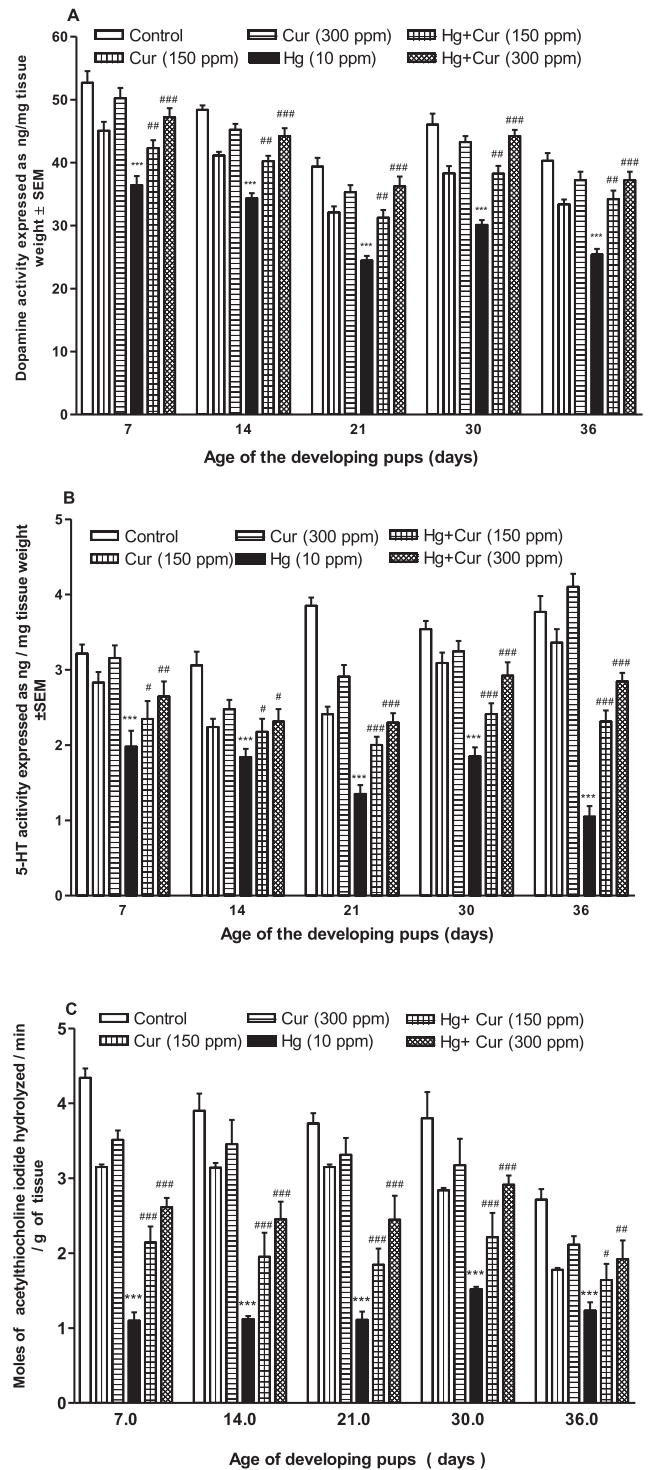 A
Control
Cur (300 ppm)
Hg+Cur (150 ppm)
Cur (150 ppm)
Hg (10 ppm)
Hg+Cur (300 ppm)
Dopamine activity expressed as ng/mg tissue
weight ± SEM
60
50
40
30
20
10
0
*** ## ###
*** ## ###
*** ## ###
*** ## ###
*** ## ###
7 14 21 30 36
Age of the developing pups (days)
B
Control
Cur (300 ppm)
Hg+Cur (150 ppm)
Cur (150 ppm)
Hg (10 ppm)
Hg+Cur (300 ppm)
5-HT acitivity expressed as ng / mg tissue weight
±SEM
5
4
3
2
1
0
*** # ##
*** # #
*** ### ###
*** ### ###
*** ### ###
7 14 21 30 36
Age of the developing pups (days)
C
Control
Cur (300 ppm)
Hg+ Cur (150 ppm)
Cur (150 ppm)
Hg (10 ppm)
Hg+ Cur (300 ppm)
Moles of acetylthiocholine iodide hydrolyzed / min
/ g of tissue
5
4
3
2
1
0
*** ### ###
*** ### ###
*** ### ###
*** ### ###
*** # ##
7.0 14.0 21.0 30.0 36.0
Age of developing pups ( days )